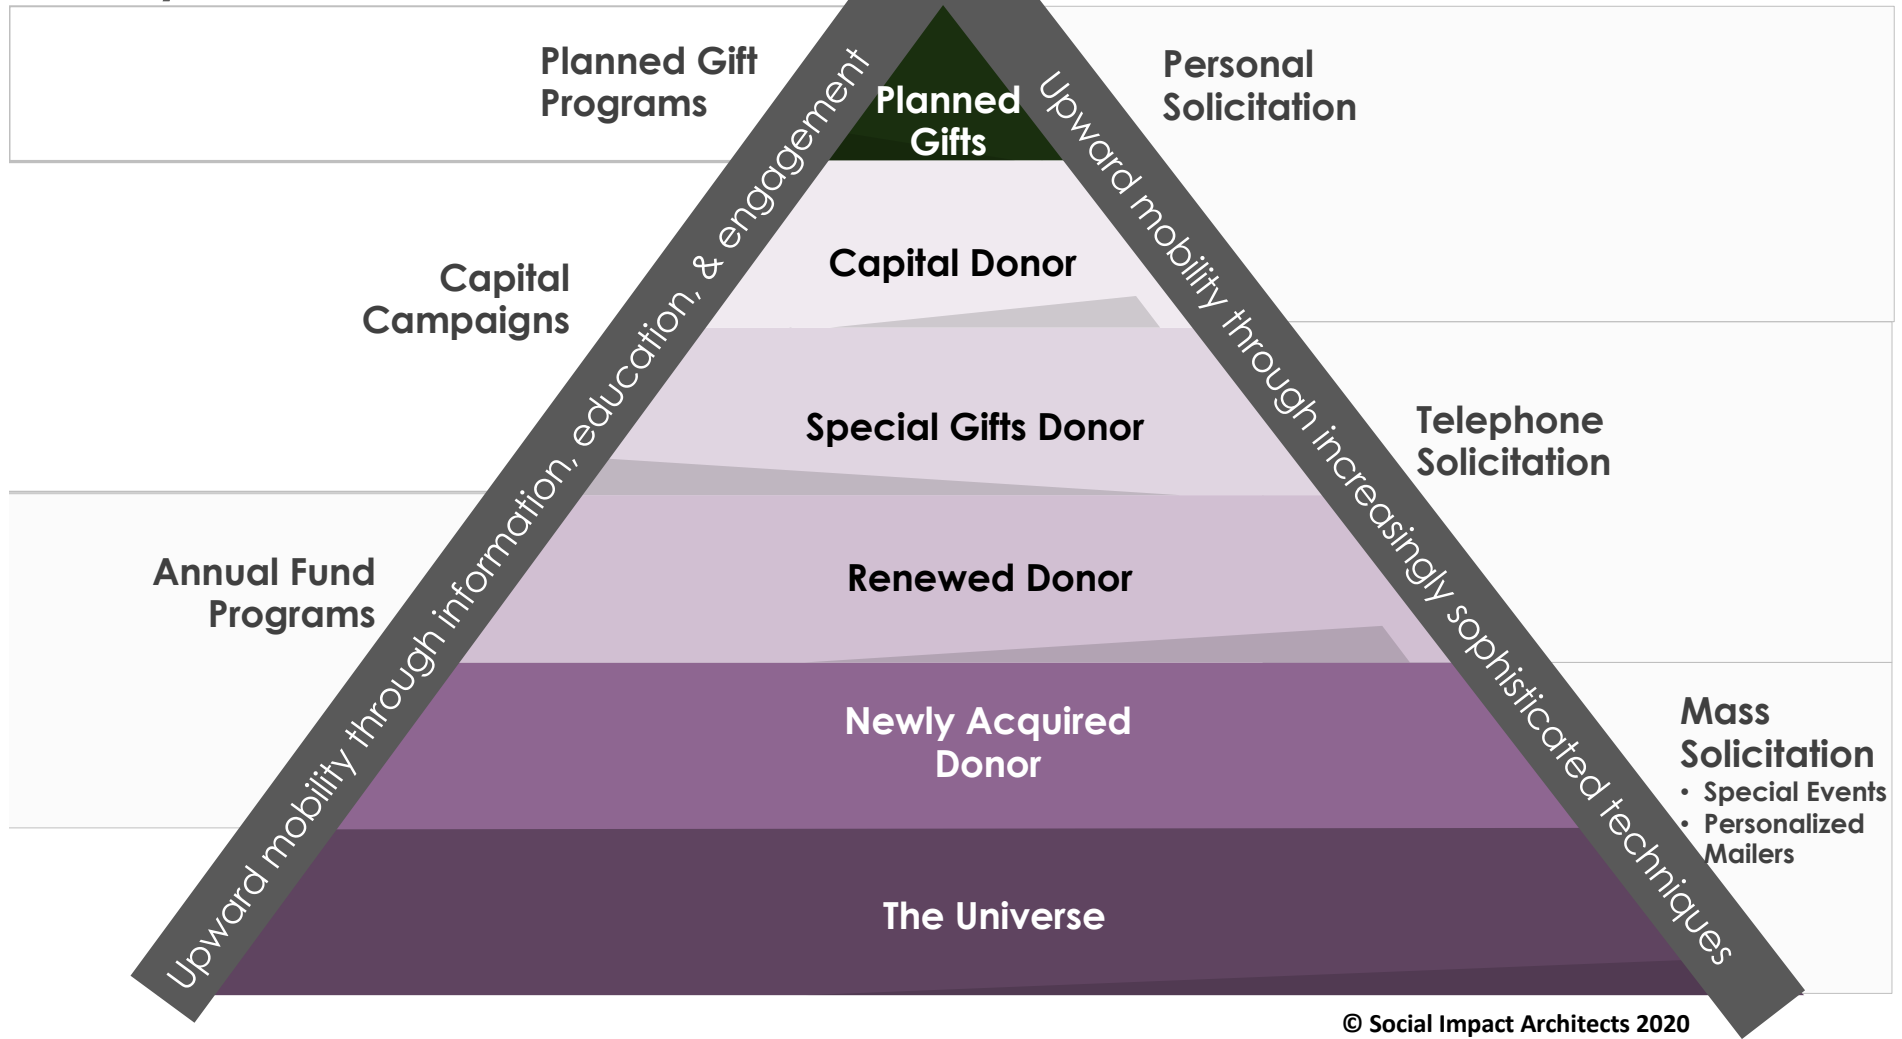 Planned Gift
Programs
Planned
Gifts
Personal
Solicitation
Upward mobility through information, education, & engagement
Upward mobility through increasingly sophisticated techniques
Capital
Campaigns
Capital Donor
Special Gifts Donor
Telephone
Solicitation
Annual Fund
Programs
Renewed Donor
Newly Acquired
Donor
Mass
Solicitation
• Special Events
• Personalized
Mailers
The Universe
© Social Impact Architects 2020